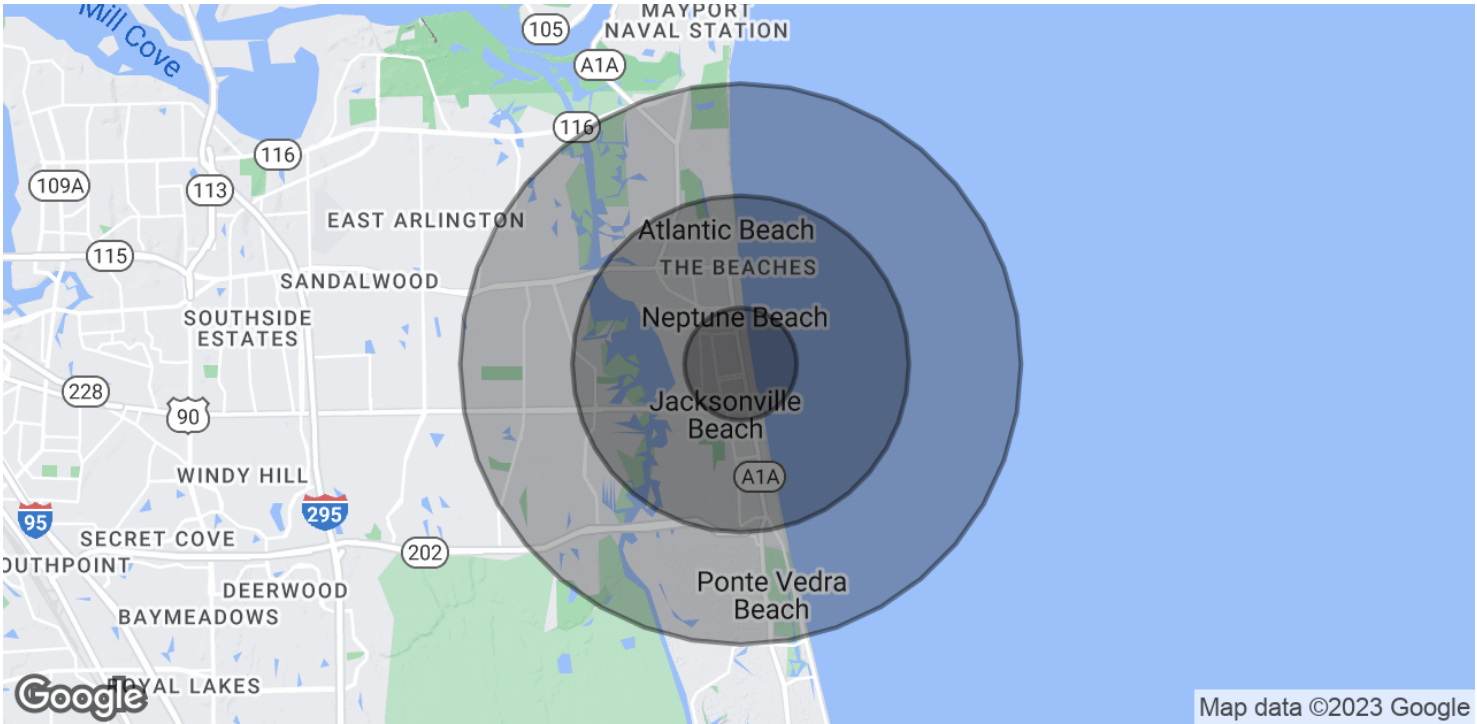 Mill Cove
MAYPORT
NAVAL STATION
105
A1A
116
116
109A
113
EAST ARLINGTON
Atlantic Beach
115
THE BEACHES
SANDALWOOD
SOUTHSIDE
ESTATES
Neptune Beach
228
90
Jacksonville
Beach
WINDY HILL
A1A
295
95
SECRET COVE
202
OUTHPOINT
DEERWOOD
Ponte Vedra
Beach
BAYMEADOWS
OYAL LAKES
Google
Map data ©2023 Google